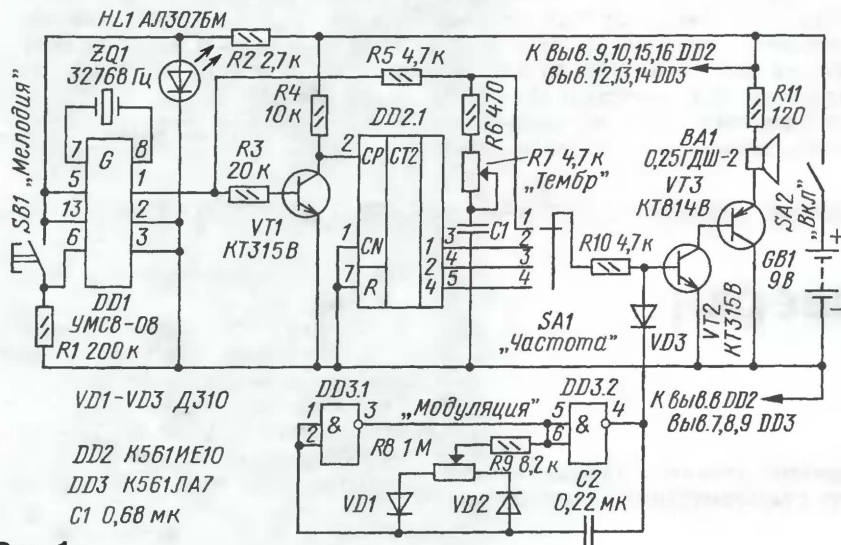 HL1 АЛ307БМ
ZQ1
32768 Гц
R2 2,7 к
R5 4,7 к
К выв. 9,10,15,16 DD2
выв. 12,13,14 DD3
SB1 „Мелодия"
7
8
G
5
1
13
2
6
3
DD1
УМС8-08
R1 200 к
R3
20 к
R4
10 к
VT1
КТ315В
DD2.1
2
CP
CT2
1
CN
7
R
1
3
2
4
4
5
R6 470
R7 4,7 к
„Тембр"
C1
1
2
3
4
SA1
„Частота"
R10 4,7 к
R11
120
BA1
0,25ГДШ-2
VT3
КТ814В
VT2
КТ315В
VD3
SA2
„Вкл"
+
GB1
9В
К выв. 8 DD2
Выв. 7,8,9 DD3
VD1-VD3 Д310
DD2 К561ИЕ10
DD3 К561ЛА7
C1 0,68 мк
DD3.1
1
2
&
3
„Модуляция"
R8 1 М
R9 8,2 к
DD3.2
5
6
&
4
VD1
VD2
C2
0,22 мк